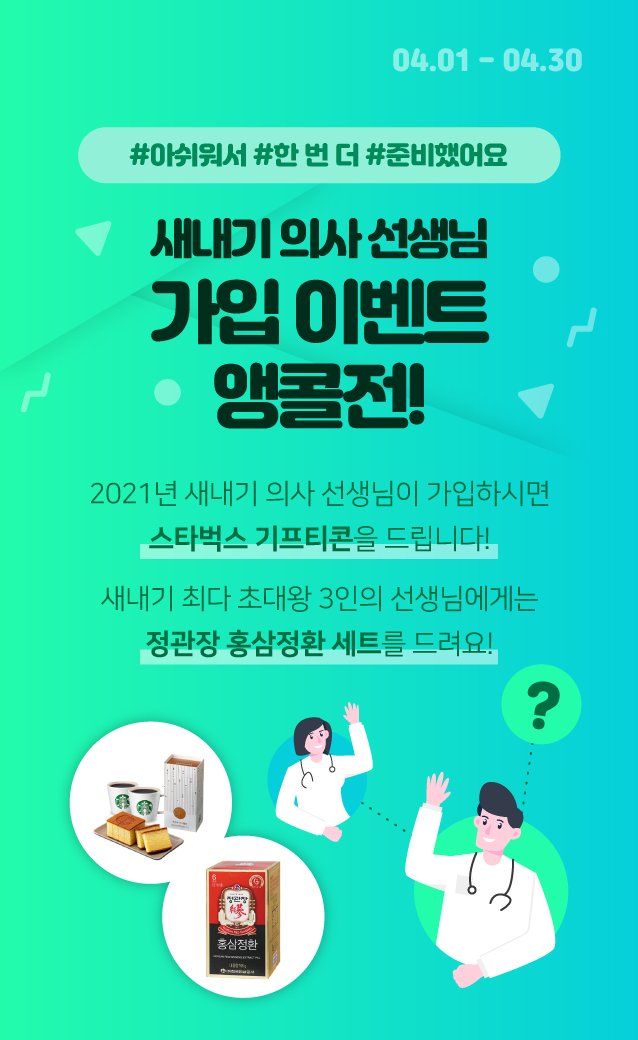 04.01 - 04.30
#아쉬워서 #한 번 더 #준비했어요
새내기 의사 선생님
가입 이벤트
앵콜전!
2021년 새내기 의사 선생님이 가입하시면
스타벅스 기프티콘을 드립니다!
새내기 최다 초대왕 3인의 선생님에게는
정관장 홍삼정환 세트를 드려요!
?
6
정관장
蔘
홍삼정환